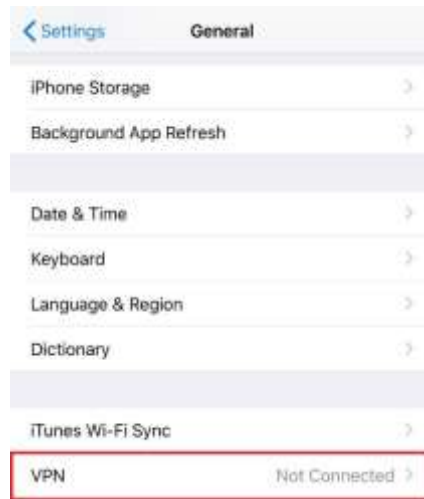 Settings General
iPhone Storage
Background App Refresh
Date & Time
Keyboard
Language & Region
Dictionary
iTunes Wi-Fi Sync
VPN Not Connected